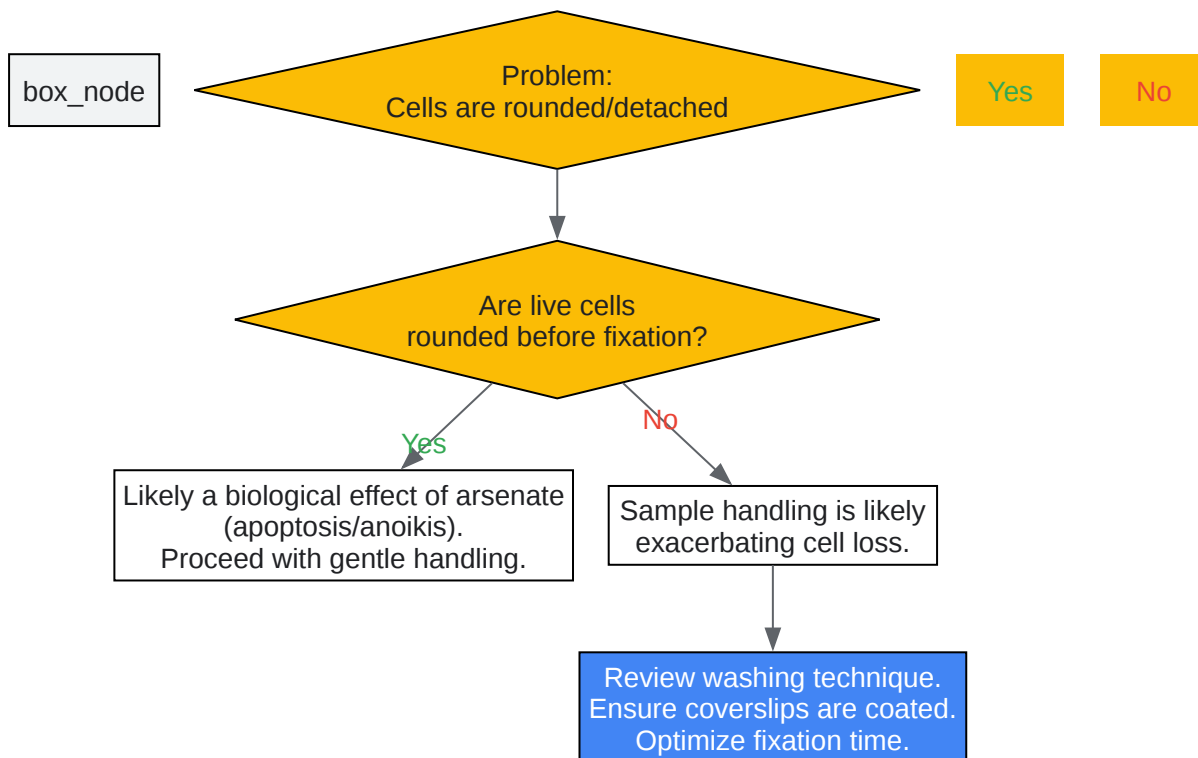 box_node
Problem:
Cells are rounded/detached
Yes
No
Are live cells
rounded before fixation?
Yes
No
Likely a biological effect of arsenate
(apoptosis/anoikis).
Proceed with gentle handling.
Sample handling is likely
exacerbating cell loss.
Review washing technique.
Ensure coverslips are coated.
Optimize fixation time.